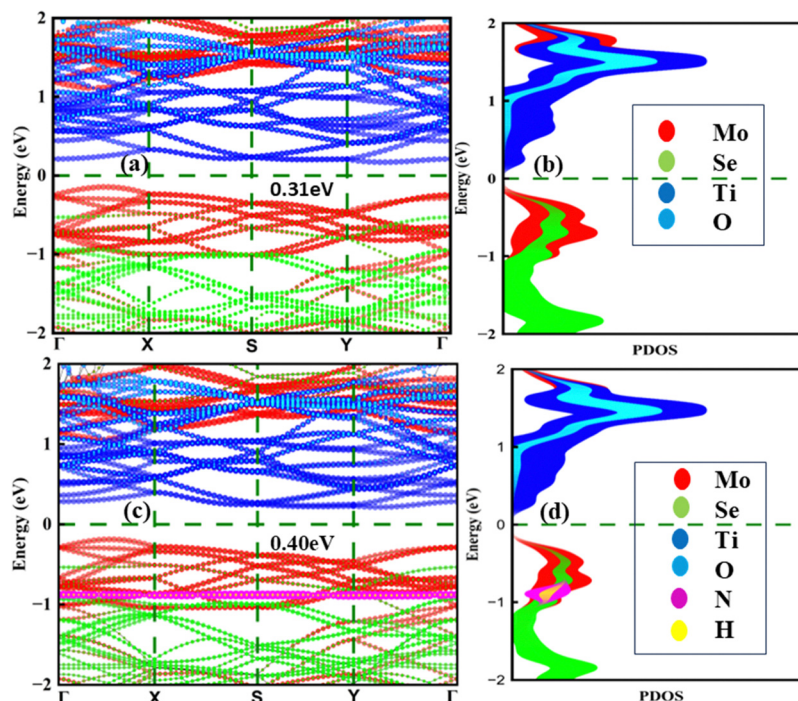 2
1
0
−1
−2
Energy (eV)
(a)
0.31eV
Γ
X
S
Y
Γ
2
1
0
−1
−2
Energy (eV)
(b)
Mo
Se
Ti
O
PDOS
2
1
0
−1
−2
Energy (eV)
(c)
0.40eV
Γ
X
S
Y
Γ
2
1
0
−1
−2
Energy (eV)
(d)
Mo
Se
Ti
O
N
H
PDOS